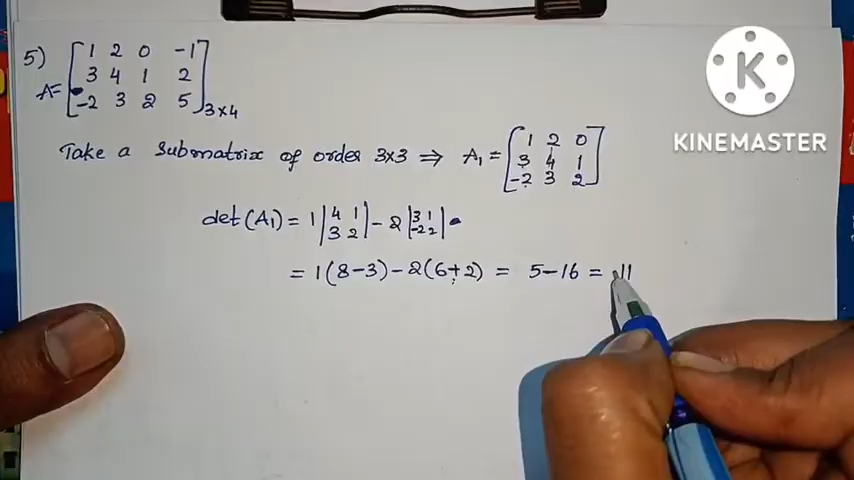 5) A = [ 1 2 0 -1
3 4 1 2
-2 3 2 5 ] 3×4
Take a Submatrix of order 3×3 ⇒ A₁ = [ 1 2 0
3 4 1
-2 3 2 ]
det(A₁) = 1 | 4 1 | - 2 | 3 1 |
3 2 -2 2
= 1(8-3) - 2(6+2) = 5-16 = -11
K
KINEMASTER